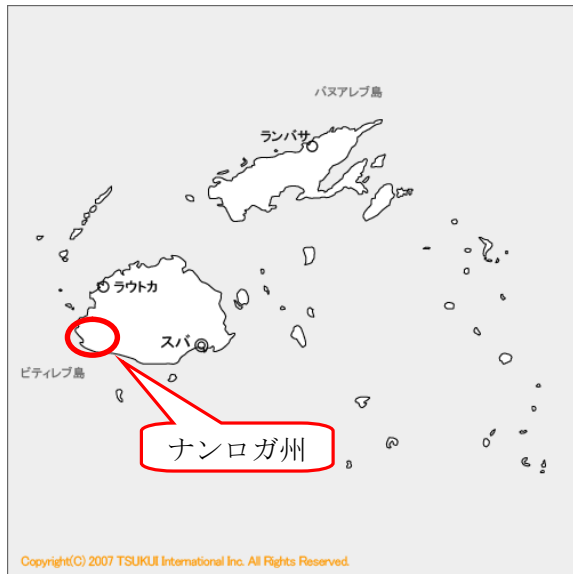 バヌアレブ島
ランバサ
ラウトカ
スバ
ビティレブ島
ナンロガ州
Copyright(C) 2007 TSUKUI International Inc. All Rights Reserved.